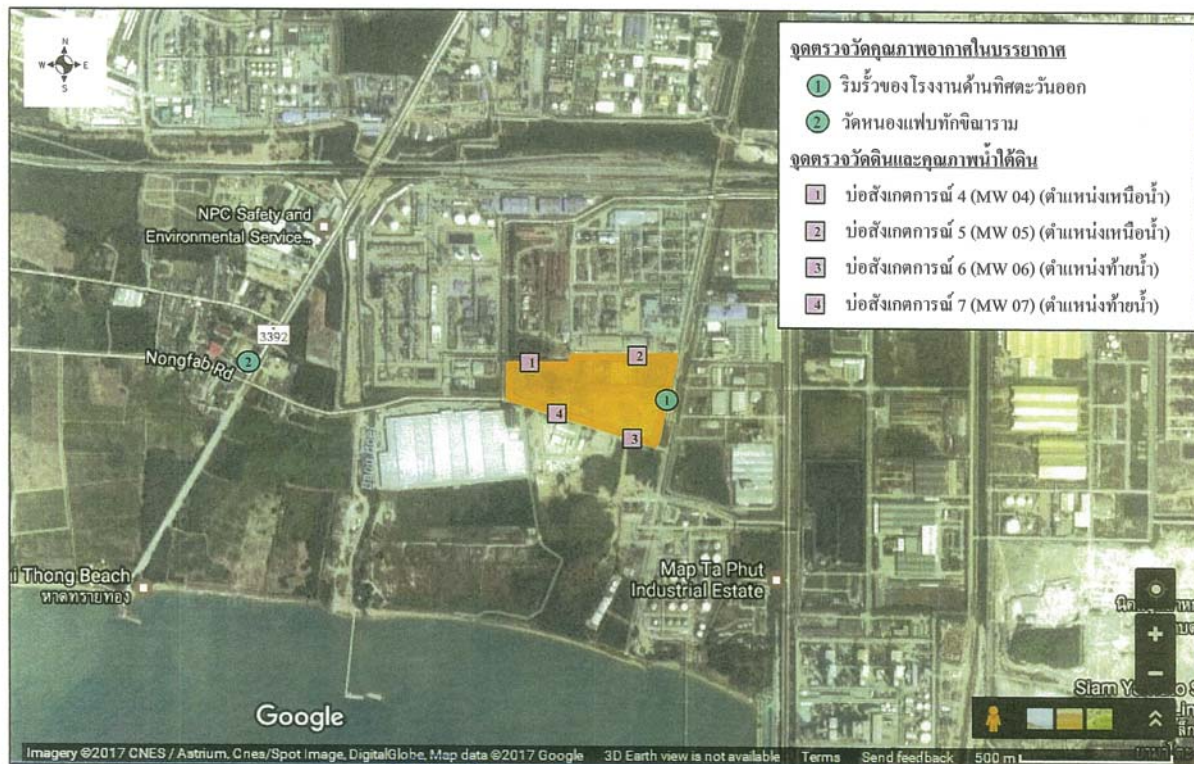 N
W E
S
จุดตรวจวัดคุณภาพอากาศในบรรยากาศ
1 ริมรั้วของโรงงานด้านทิศตะวันออก
2 วัดหนองแฟบทักขิณาราม
จุดตรวจวัดดินและคุณภาพน้ำใต้ดิน
1 บ่อสังเกตการณ์ 4 (MW 04) (ตำแหน่งเหนือน้ำ)
2 บ่อสังเกตการณ์ 5 (MW 05) (ตำแหน่งเหนือน้ำ)
3 บ่อสังเกตการณ์ 6 (MW 06) (ตำแหน่งท้ายน้ำ)
4 บ่อสังเกตการณ์ 7 (MW 07) (ตำแหน่งท้ายน้ำ)
NPC Safety and
Environmental Service...
3392
2
Nongfab Rd
1
2
1
4
3
i Thong Beach
หาดทรายทอง
Map Ta Phut
Industrial Estate
Google
+
−
Imagery ©2017 CNES / Astrium, Cnes/Spot Image, DigitalGlobe, Map data ©2017 Google 3D Earth view is not available Terms Send feedback 500 m